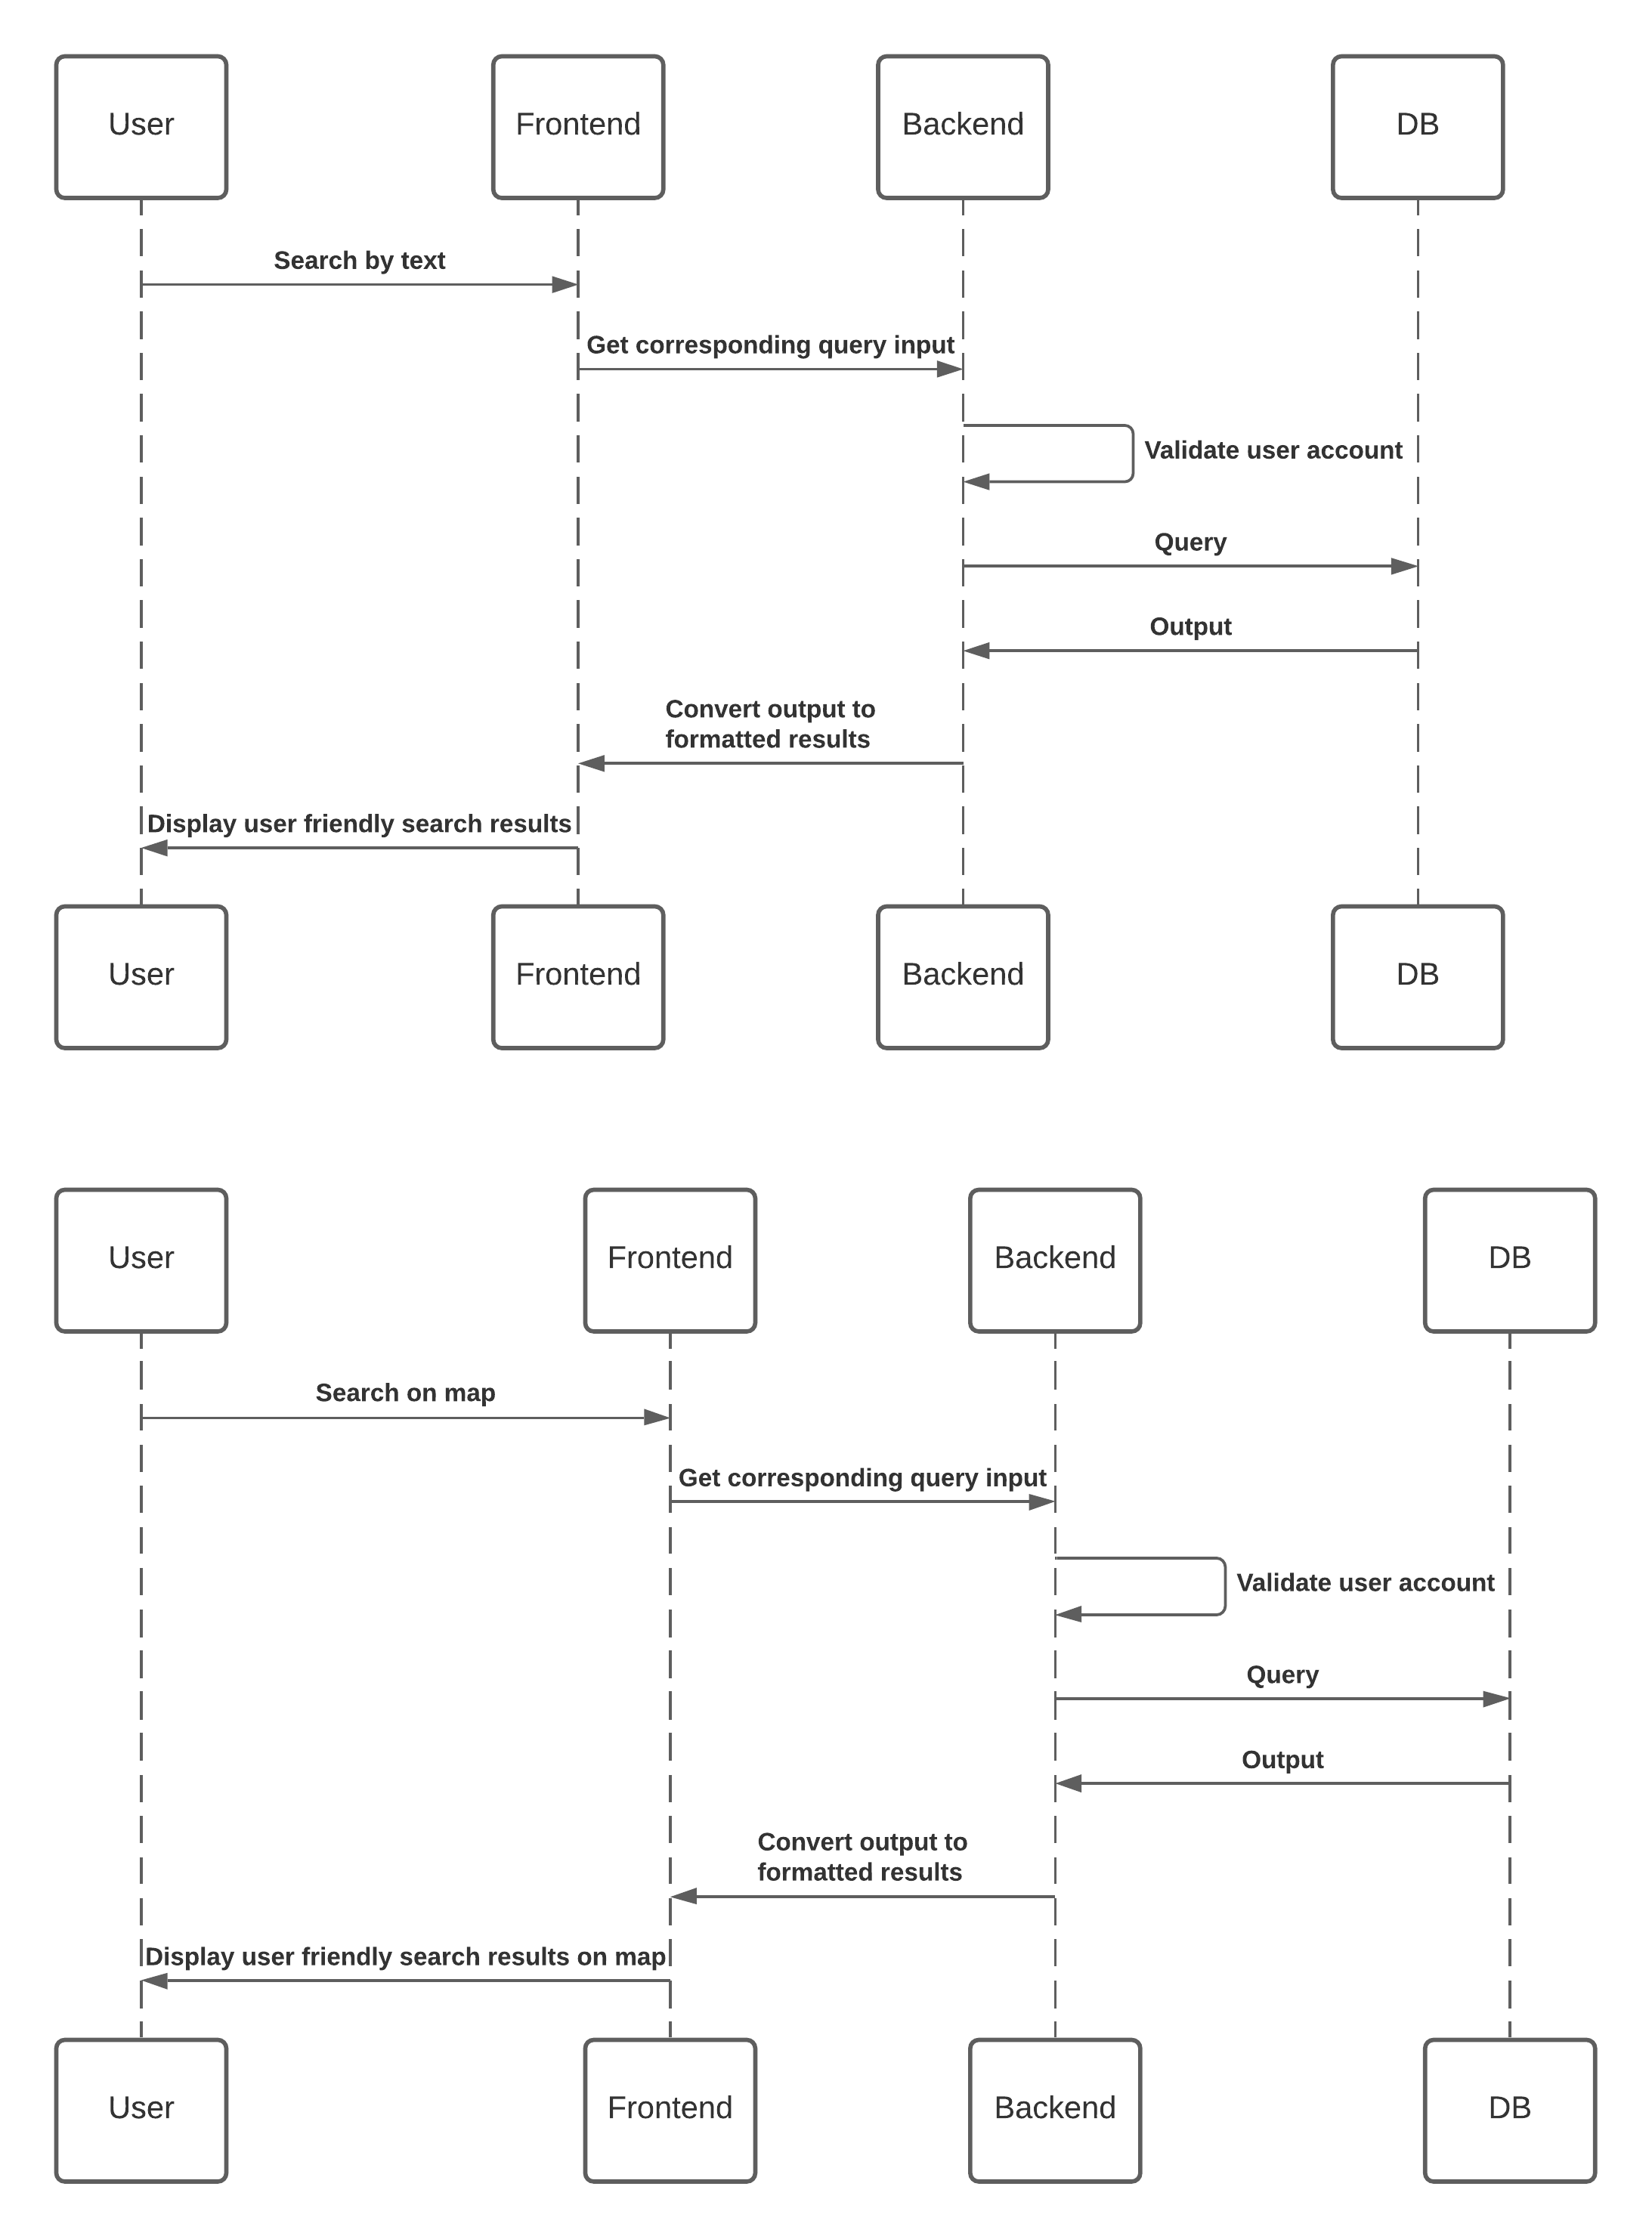 User
Frontend
Backend
DB
Search by text
Get corresponding query input
Validate user account
Query
Output
Convert output to
formatted results
Display user friendly search results
User
Frontend
Backend
DB
User
Frontend
Backend
DB
Search on map
Get corresponding query input
Validate user account
Query
Output
Convert output to
formatted results
Display user friendly search results on map
User
Frontend
Backend
DB